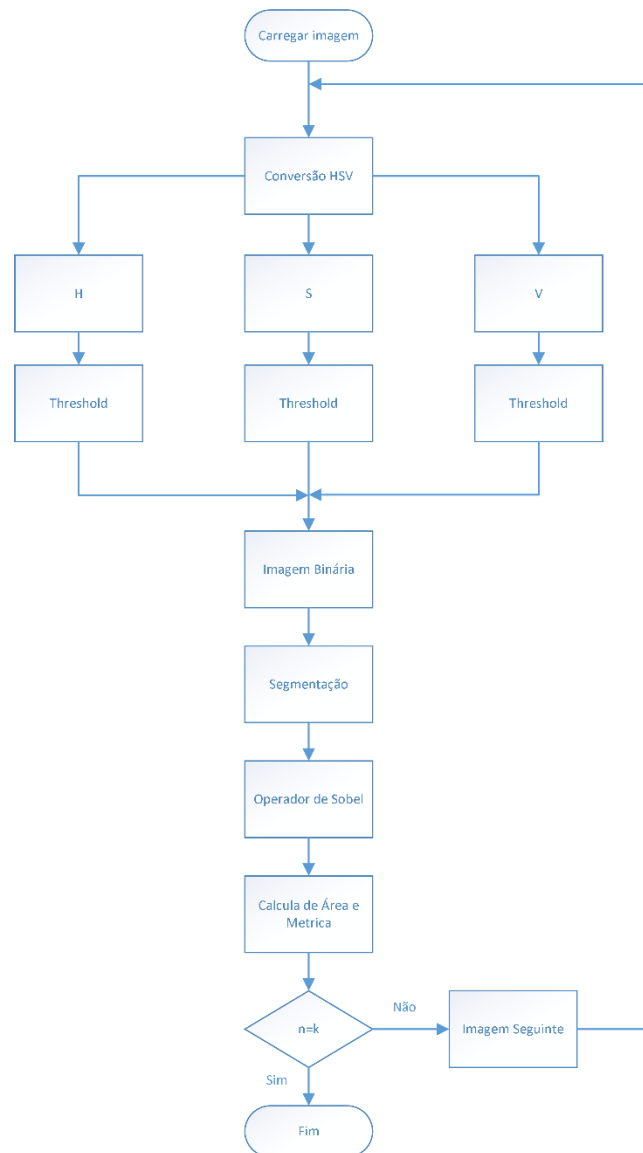 Carregar imagem
Conversão HSV
H
S
V
Threshold
Threshold
Threshold
Imagem Binária
Segmentação
Operador de Sobel
Calcula de Área e
Metrica
n=k
Não
Imagem Seguinte
Sim
Fim